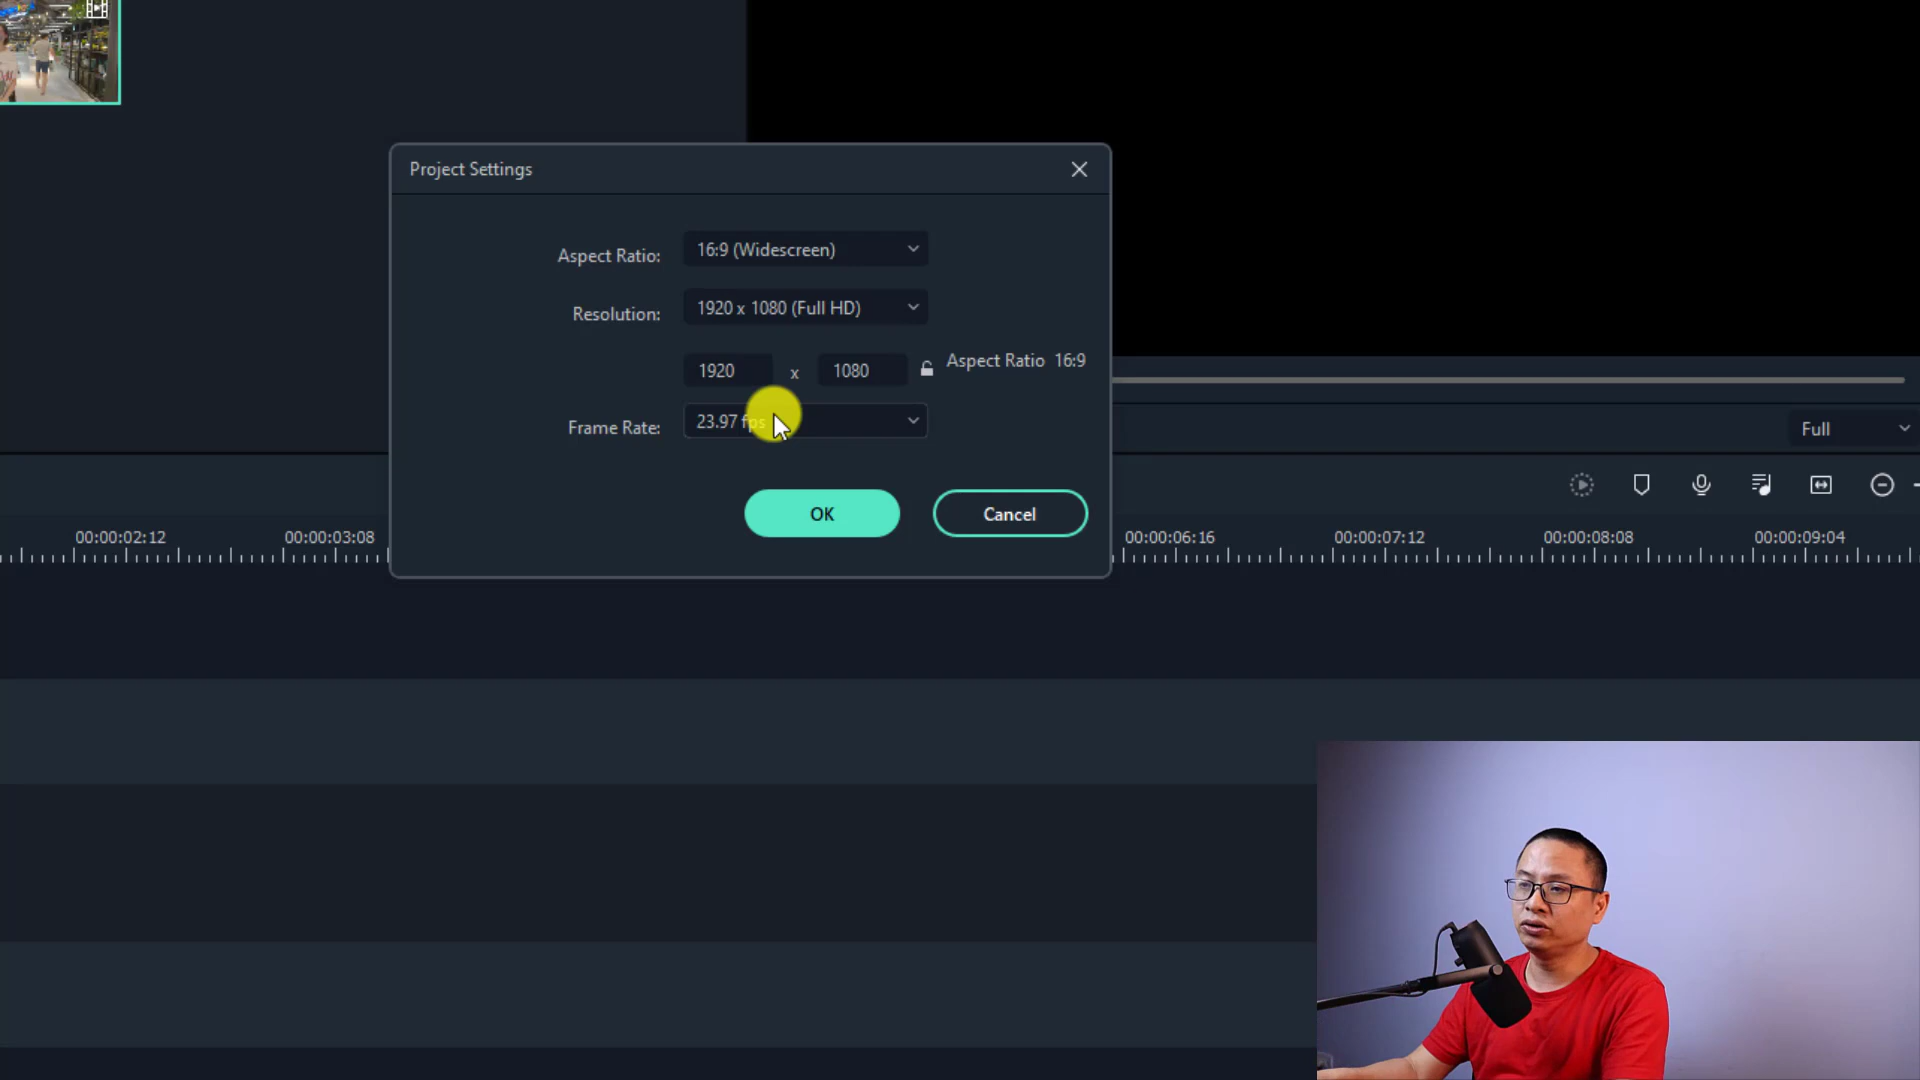 Project Settings
Aspect Ratio: 16:9 (Widescreen)
Resolution: 1920 x 1080 (Full HD)
1920 x 1080 Aspect Ratio 16:9
Frame Rate: 23.97 fps
Full
OK Cancel
00:00:02:12 00:00:03:08 00:00:06:16 00:00:07:12 00:00:08:08 00:00:09:04